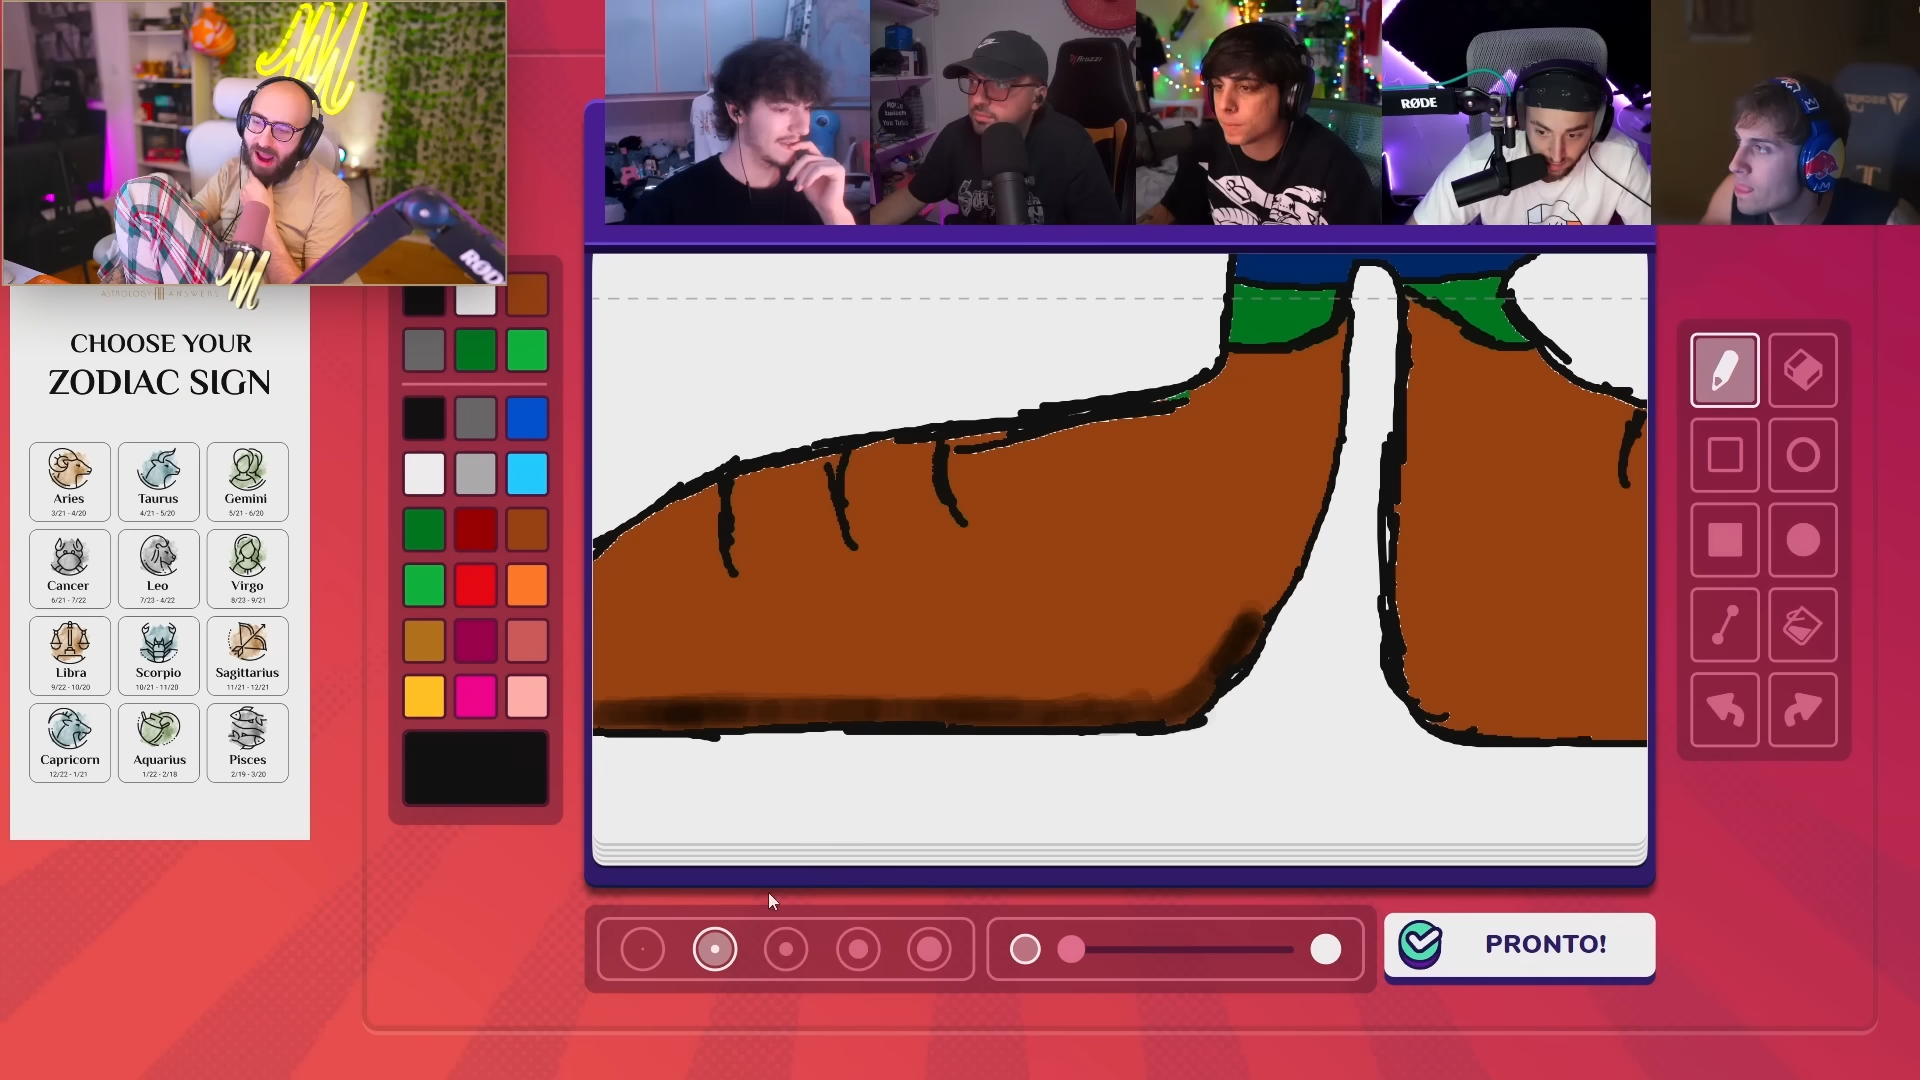 RØDE
RØD
ASTROLOGY ANSWERS
CHOOSE YOUR
ZODIAC SIGN
Aries
3/21 - 4/20
Taurus
4/21 - 5/20
Gemini
5/21 - 6/20
Cancer
6/21 - 7/22
Leo
7/23 - 4/22
Virgo
8/23 - 9/21
Libra
9/22 - 10/20
Scorpio
10/21 - 11/20
Sagittarius
11/21 - 12/21
Capricorn
12/22 - 1/21
Aquarius
1/22 - 2/18
Pisces
2/19 - 3/20
PRONTO!